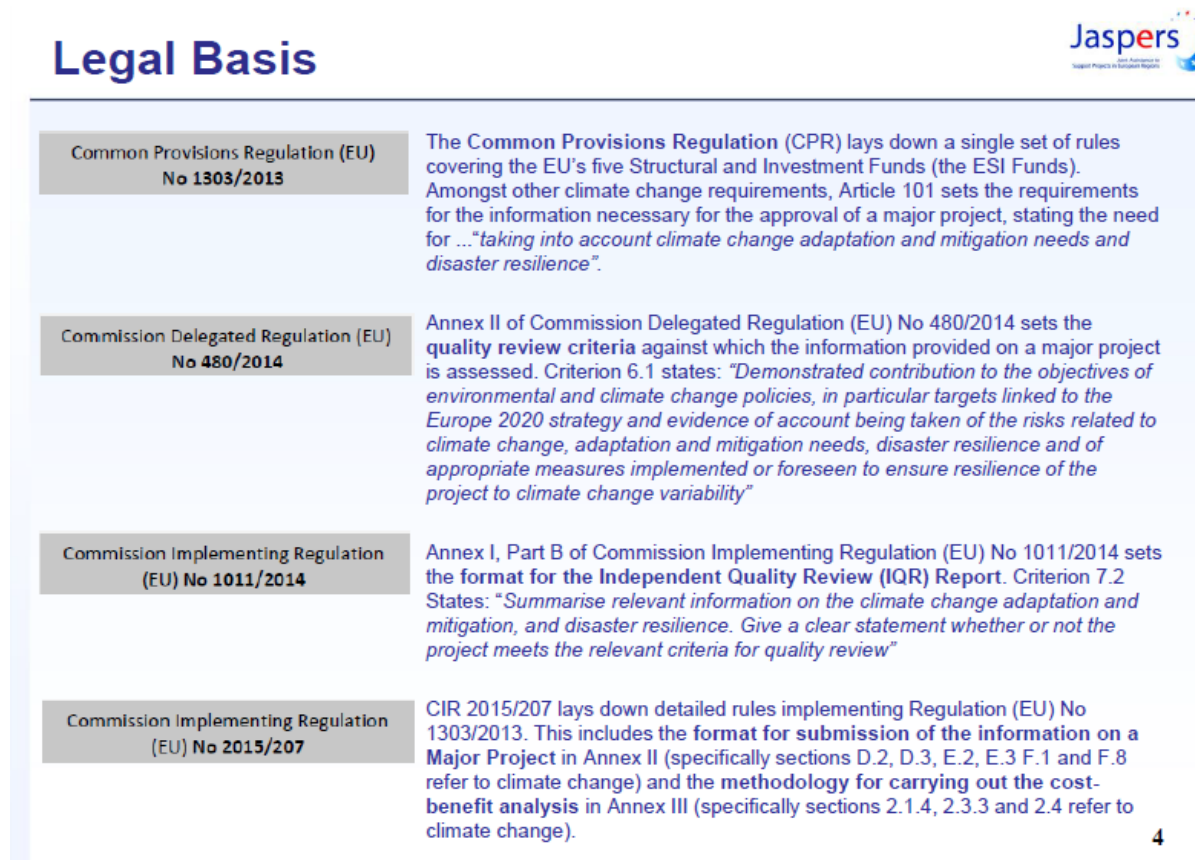 Legal Basis
Jaspers
Joint Assistance to
Support Projects in European Regions
Common Provisions Regulation (EU)
No 1303/2013
The Common Provisions Regulation (CPR) lays down a single set of rules
covering the EU's five Structural and Investment Funds (the ESI Funds).
Amongst other climate change requirements, Article 101 sets the requirements
for the information necessary for the approval of a major project, stating the need
for ...“taking into account climate change adaptation and mitigation needs and
disaster resilience”.
Commission Delegated Regulation (EU)
No 480/2014
Annex II of Commission Delegated Regulation (EU) No 480/2014 sets the
quality review criteria against which the information provided on a major project
is assessed. Criterion 6.1 states: “Demonstrated contribution to the objectives of
environmental and climate change policies, in particular targets linked to the
Europe 2020 strategy and evidence of account being taken of the risks related to
climate change, adaptation and mitigation needs, disaster resilience and of
appropriate measures implemented or foreseen to ensure resilience of the
project to climate change variability”
Commission Implementing Regulation
(EU) No 1011/2014
Annex I, Part B of Commission Implementing Regulation (EU) No 1011/2014 sets
the format for the Independent Quality Review (IQR) Report. Criterion 7.2
States: “Summarise relevant information on the climate change adaptation and
mitigation, and disaster resilience. Give a clear statement whether or not the
project meets the relevant criteria for quality review”
Commission Implementing Regulation
(EU) No 2015/207
CIR 2015/207 lays down detailed rules implementing Regulation (EU) No
1303/2013. This includes the format for submission of the information on a
Major Project in Annex II (specifically sections D.2, D.3, E.2, E.3 F.1 and F.8
refer to climate change) and the methodology for carrying out the cost-
benefit analysis in Annex III (specifically sections 2.1.4, 2.3.3 and 2.4 refer to
climate change).
4